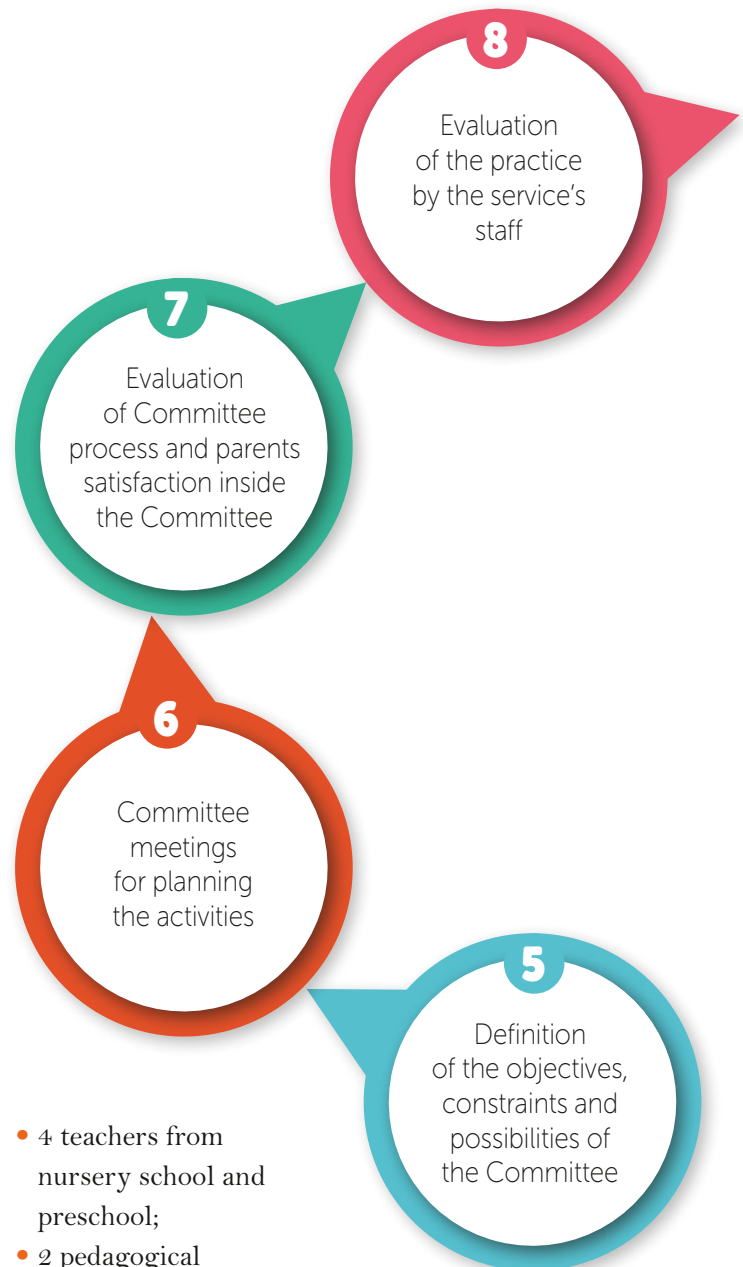 8
Evaluation
of the practice
by the service's
staff
7
Evaluation
of Committee
process and parents
satisfaction inside
the Committee
6
Committee
meetings
for planning
the activities
5
Definition
of the objectives,
constraints and
possibilities of
the Committee
• 4 teachers from
nursery school and
preschool;
• 2 pedagogical